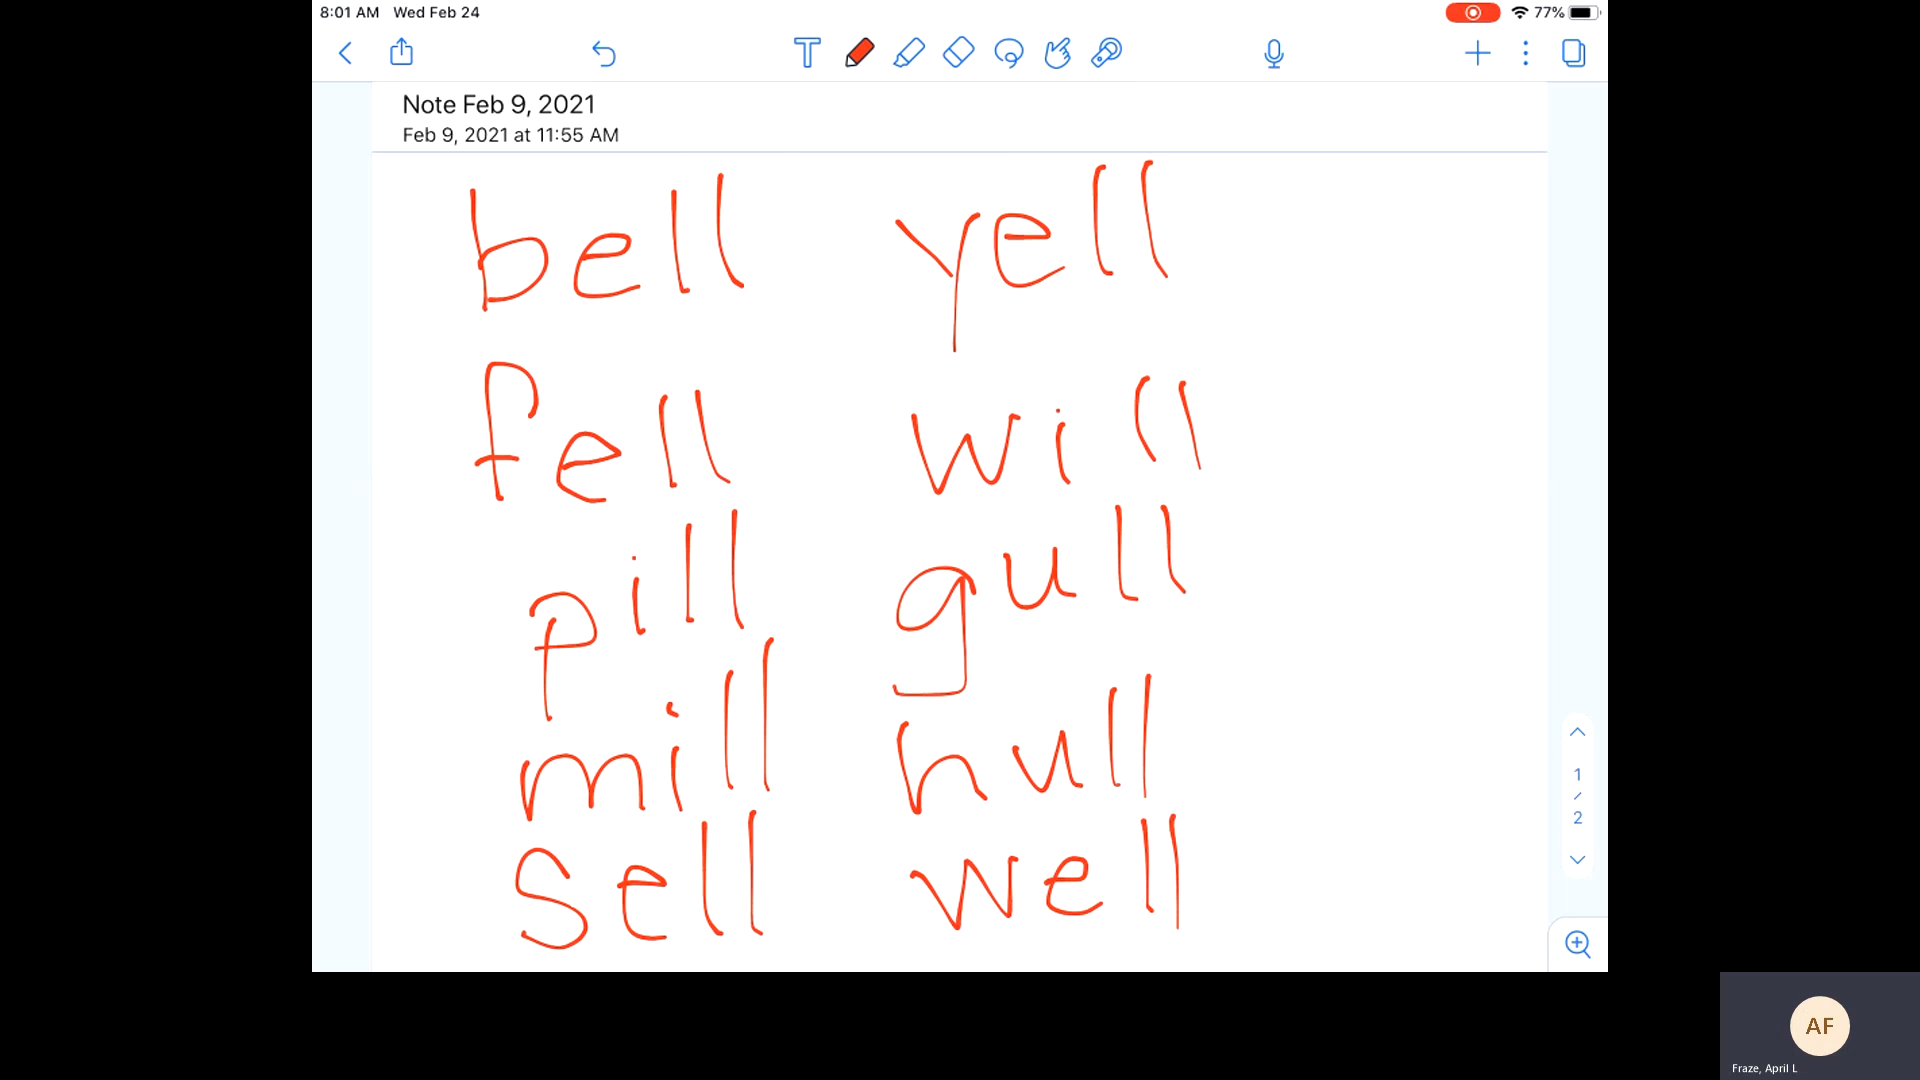 8:01 AM Wed Feb 24
77%
Note Feb 9, 2021
Feb 9, 2021 at 11:55 AM
bell yell
fell will
pill gull
mill hull
sell well
1
/
2
AF
Fraze, April L